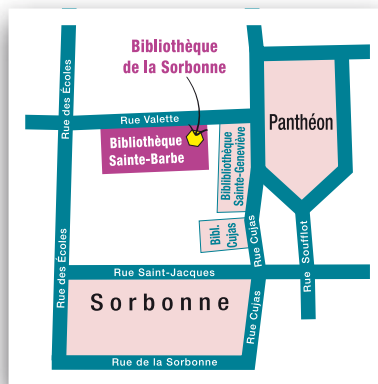 Bibliothèque
de la Sorbonne
Rue des Écoles
Rue Valette
Panthéon
Bibliothèque
Sainte-Barbe
Biblibliothèque
Sainte-Geneviève
Bibl.
Cujas
Rue Cujas
Rue Soufflot
Rue des Écoles
Rue Saint-Jacques
Sorbonne
Rue Cujas
Rue de la Sorbonne